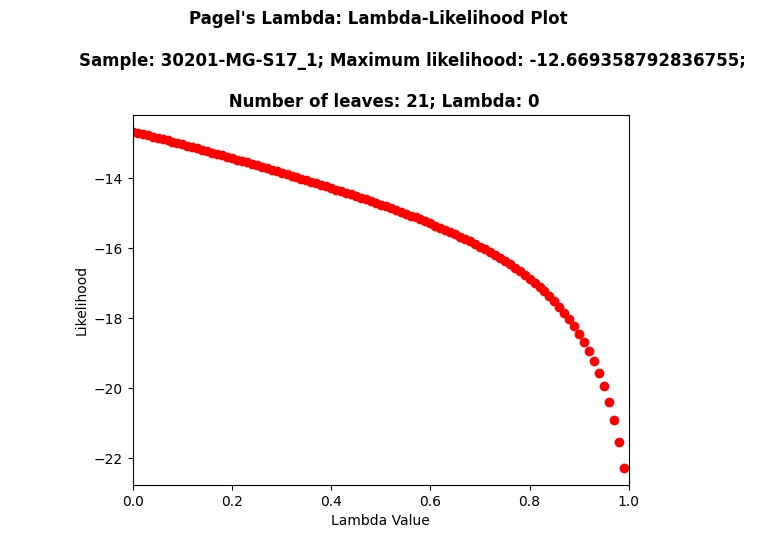 Pagel's Lambda: Lambda-Likelihood Plot
Sample: 30201-MG-S17_1; Maximum likelihood: -12.669358792836755;
Number of leaves: 21; Lambda: 0
Likelihood
−14
−16
−18
−20
−22
0.0 0.2 0.4 0.6 0.8 1.0
Lambda Value